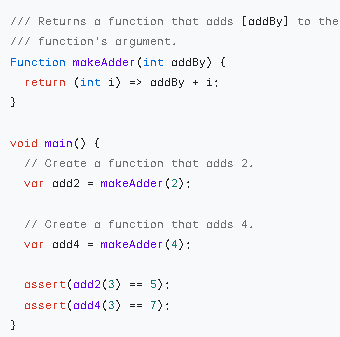 /// Returns a function that adds [addBy] to the
/// function's argument.
Function makeAdder(int addBy) {
  return (int i) => addBy + i;
}

void main() {
  // Create a function that adds 2.
  var add2 = makeAdder(2);

  // Create a function that adds 4.
  var add4 = makeAdder(4);

  assert(add2(3) == 5);
  assert(add4(3) == 7);
}